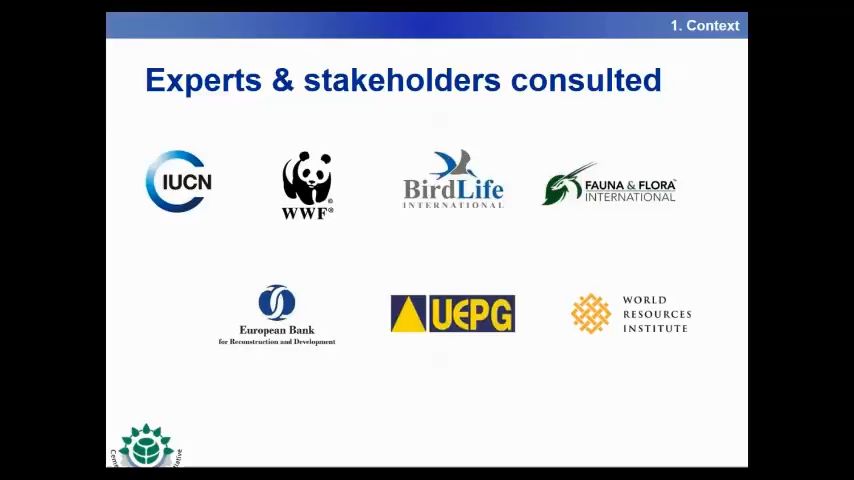 1. Context
Experts & stakeholders consulted
IUCN
WWF®
BirdLife
INTERNATIONAL
FAUNA & FLORA™
INTERNATIONAL
European Bank
for Reconstruction and Development
UEPG
WORLD
RESOURCES
INSTITUTE